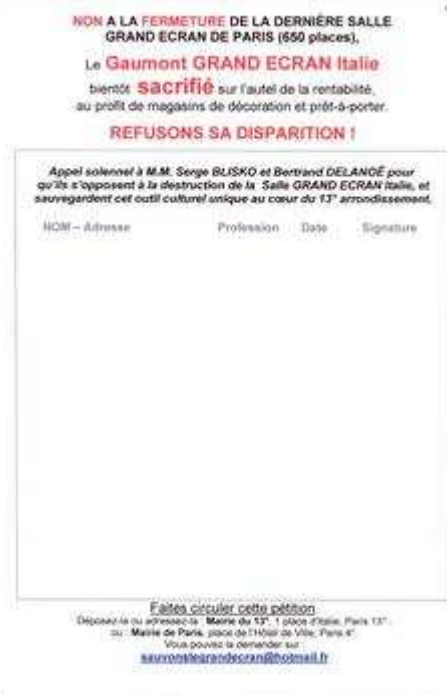 NON A LA FERMETURE DE LA DERNIÈRE SALLE
GRAND ECRAN DE PARIS (650 places),
Le Gaumont GRAND ECRAN Italie
bientôt sacrifié sur l'autel de la rentabilité,
au profit de magasins de décoration et prêt-à-porter.
REFUSONS SA DISPARITION !
Appel solennel à M.M. Serge BLISKO et Bertrand DELANOË pour
qu'ils s'opposent à la destruction de la Salle GRAND ECRAN Italie, et
sauvegardent cet outil culturel unique au cœur du 13° arrondissement.
NOM – Adresse Profession Date Signature
Faites circuler cette pétition
Déposez-la ou adressez-la : Mairie du 13°, 1 place d'Italie, Paris 13°.
ou : Mairie de Paris, place de l'Hôtel de Ville, Paris 4°
Vous pouvez la demander sur
sauvonslegrandecran@hotmail.fr